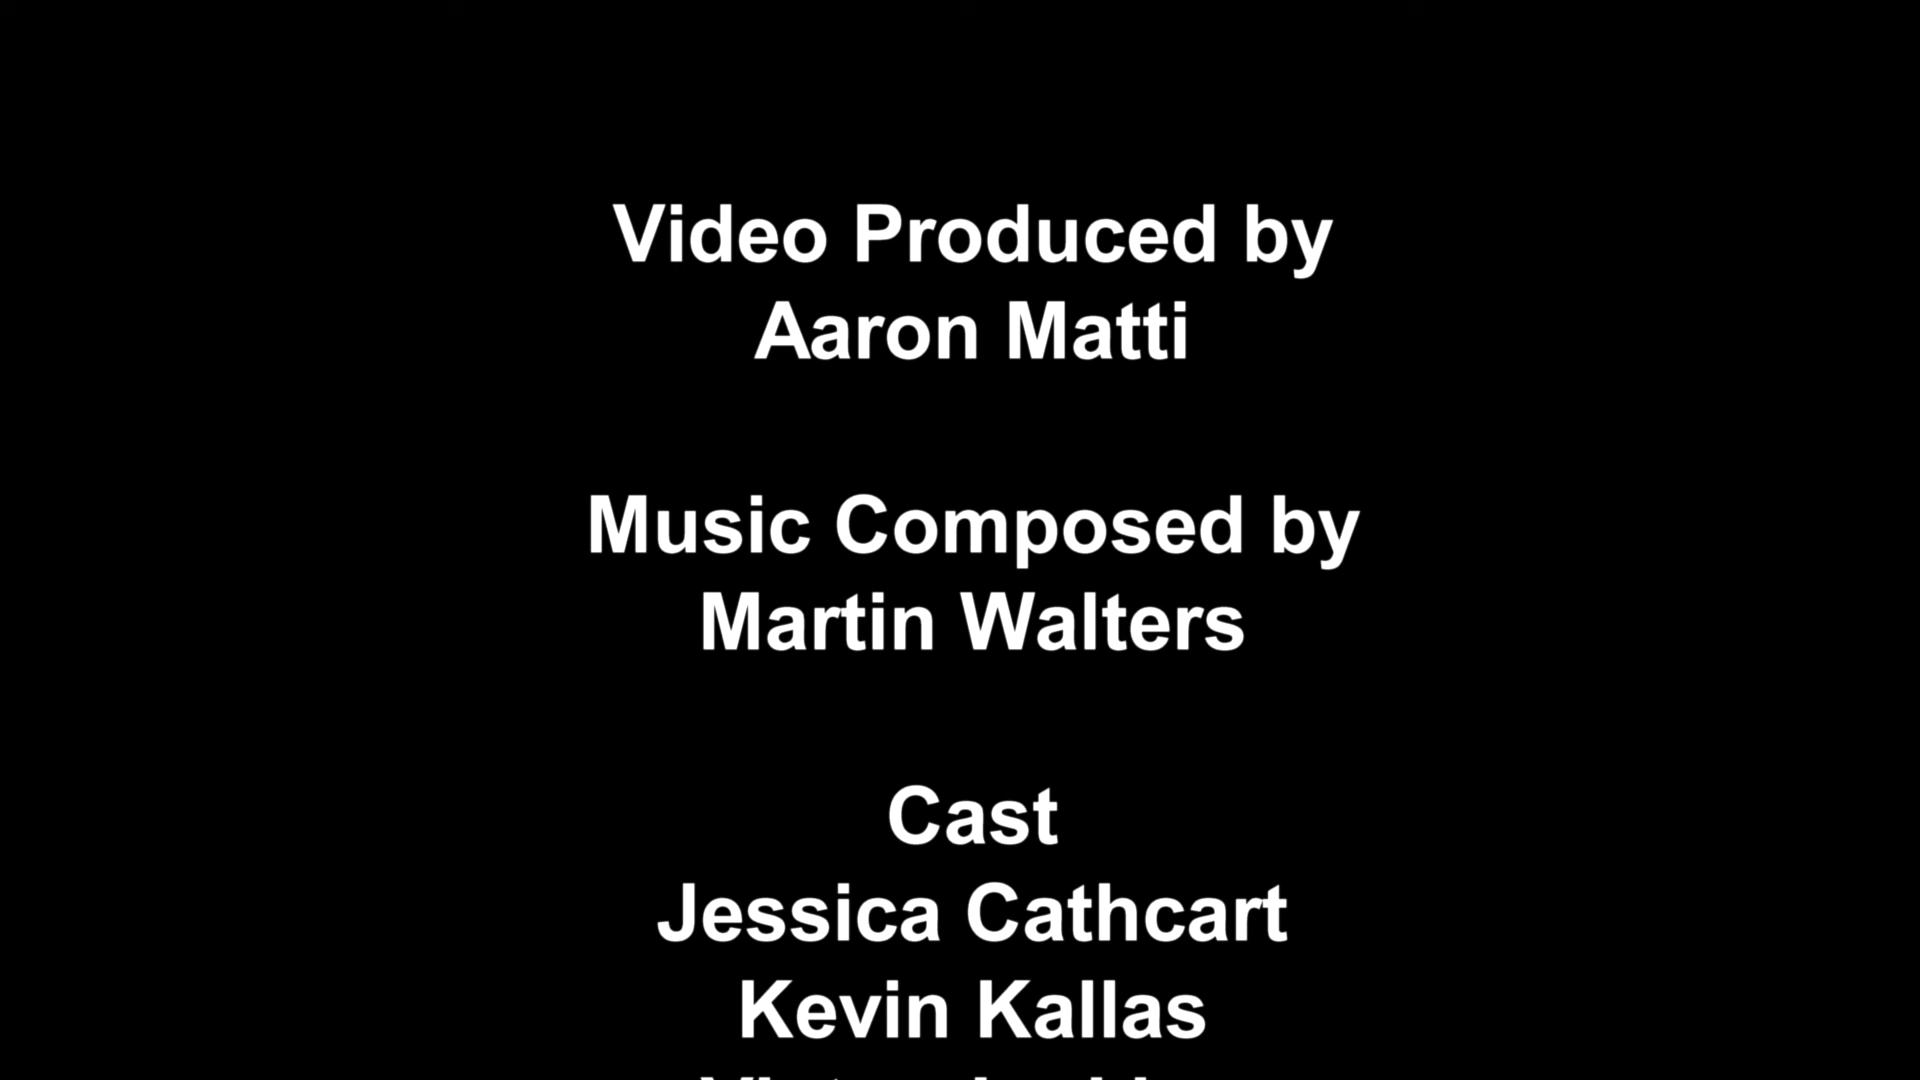 Video Produced by
Aaron Matti
Music Composed by
Martin Walters
Cast
Jessica Cathcart
Kevin Kallas